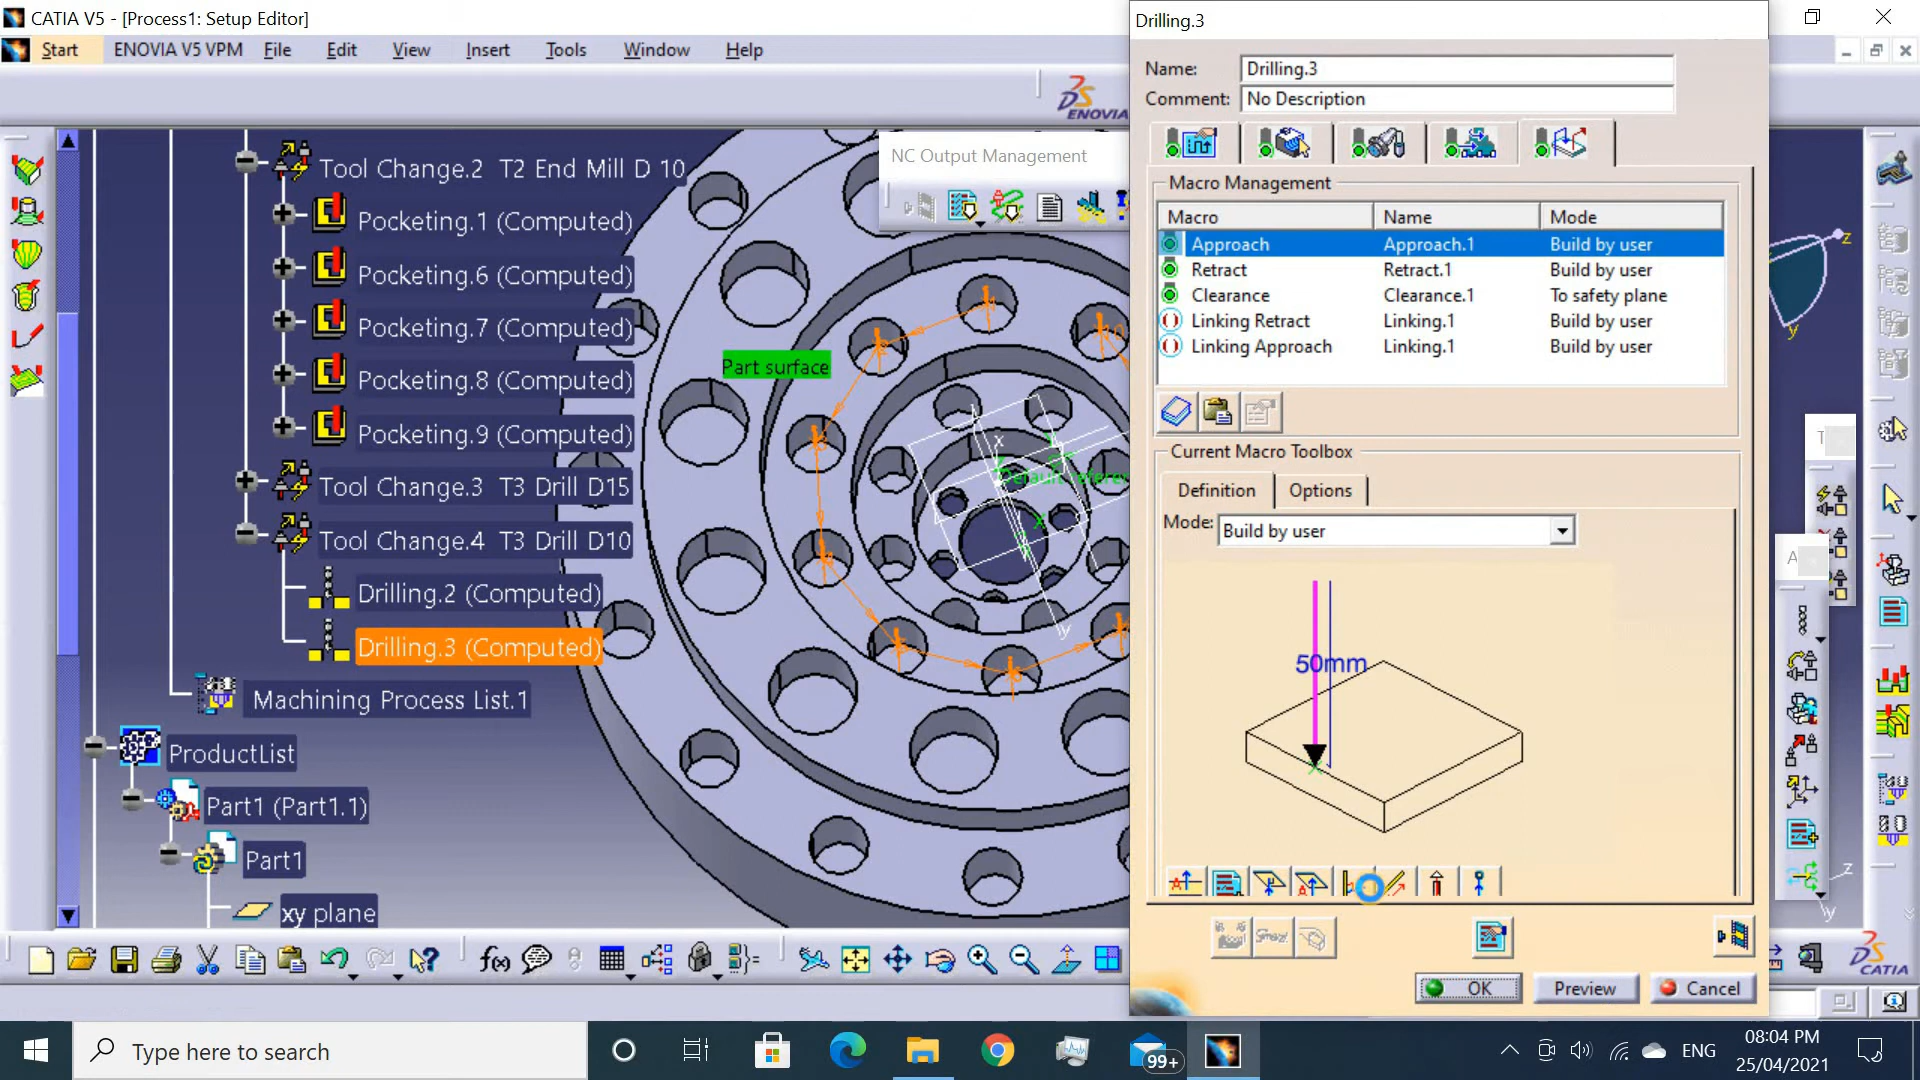 CATIA V5 - [Process1: Setup Editor]
Start ENOVIA V5 VPM File Edit View Insert Tools Window Help
DS ENOVIA
Tool Change.2 T2 End Mill D 10
Pocketing.1 (Computed)
Pocketing.6 (Computed)
Pocketing.7 (Computed)
Pocketing.8 (Computed)
Pocketing.9 (Computed)
Tool Change.3 T3 Drill D15
Tool Change.4 T3 Drill D10
Drilling.2 (Computed)
Drilling.3 (Computed)
Machining Process List.1
ProductList
Part1 (Part1.1)
Part1
xy plane
NC Output Management
Part surface
x
y
X
Drilling.3
Name: Drilling.3
Comment: No Description
Macro Management
Macro Name Mode
Approach Approach.1 Build by user
Retract Retract.1 Build by user
Clearance Clearance.1 To safety plane
Linking Retract Linking.1 Build by user
Linking Approach Linking.1 Build by user
Current Macro Toolbox
Definition Options
Mode: Build by user
50mm
OK Preview Cancel
z
y
T
A
z
y
f(x)
DS CATIA
Type here to search
99+
ENG
08:04 PM
25/04/2021